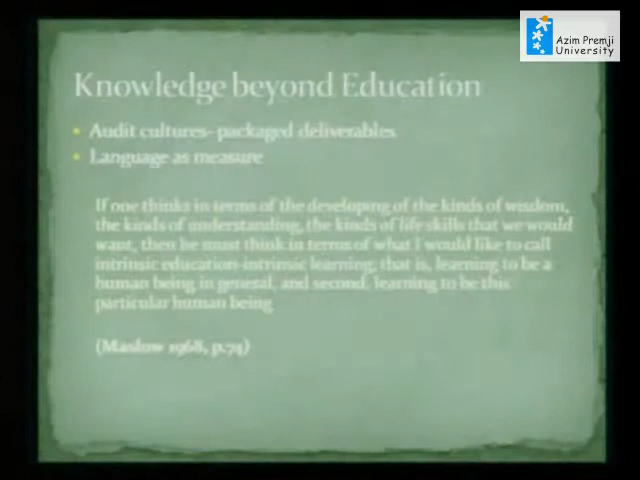 Azim Premji
University
Knowledge beyond Education
• Audit cultures- packaged deliverables
• Language as measure
If one thinks in terms of the developing of the kinds of wisdom,
the kinds of understanding, the kinds of life skills that we would
want, then he must think in terms of what I would like to call
intrinsic education-intrinsic learning; that is, learning to be a
human being in general, and second, learning to be this
particular human being
(Maslow 1968, p.74)